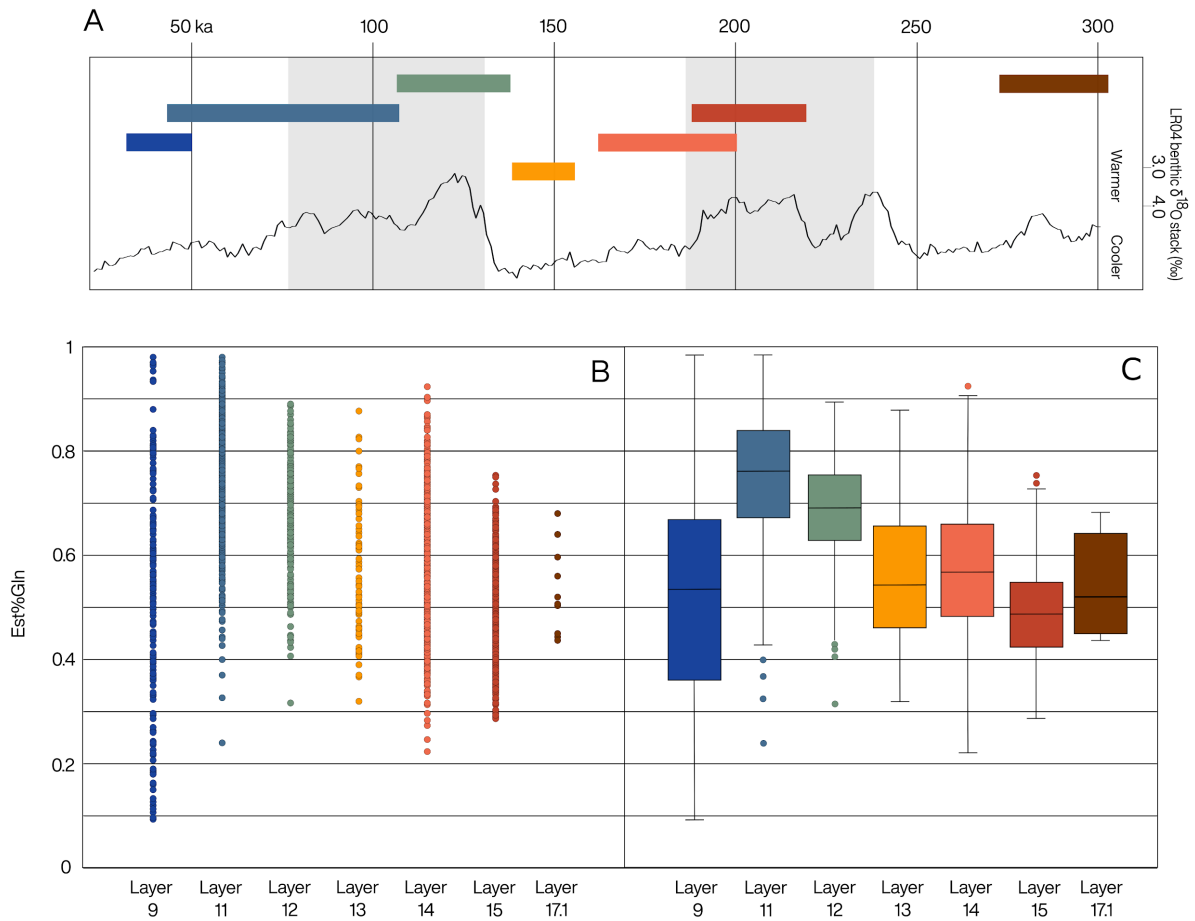 A
50 ka
100
150
200
250
300
Warmer
Cooler
3.0
4.0
LR04 benthic δ18O stack (‰)
B
C
Est%Gln
1
0.8
0.6
0.4
0.2
0
Layer
9
Layer
11
Layer
12
Layer
13
Layer
14
Layer
15
Layer
17.1
Layer
9
Layer
11
Layer
12
Layer
13
Layer
14
Layer
15
Layer
17.1